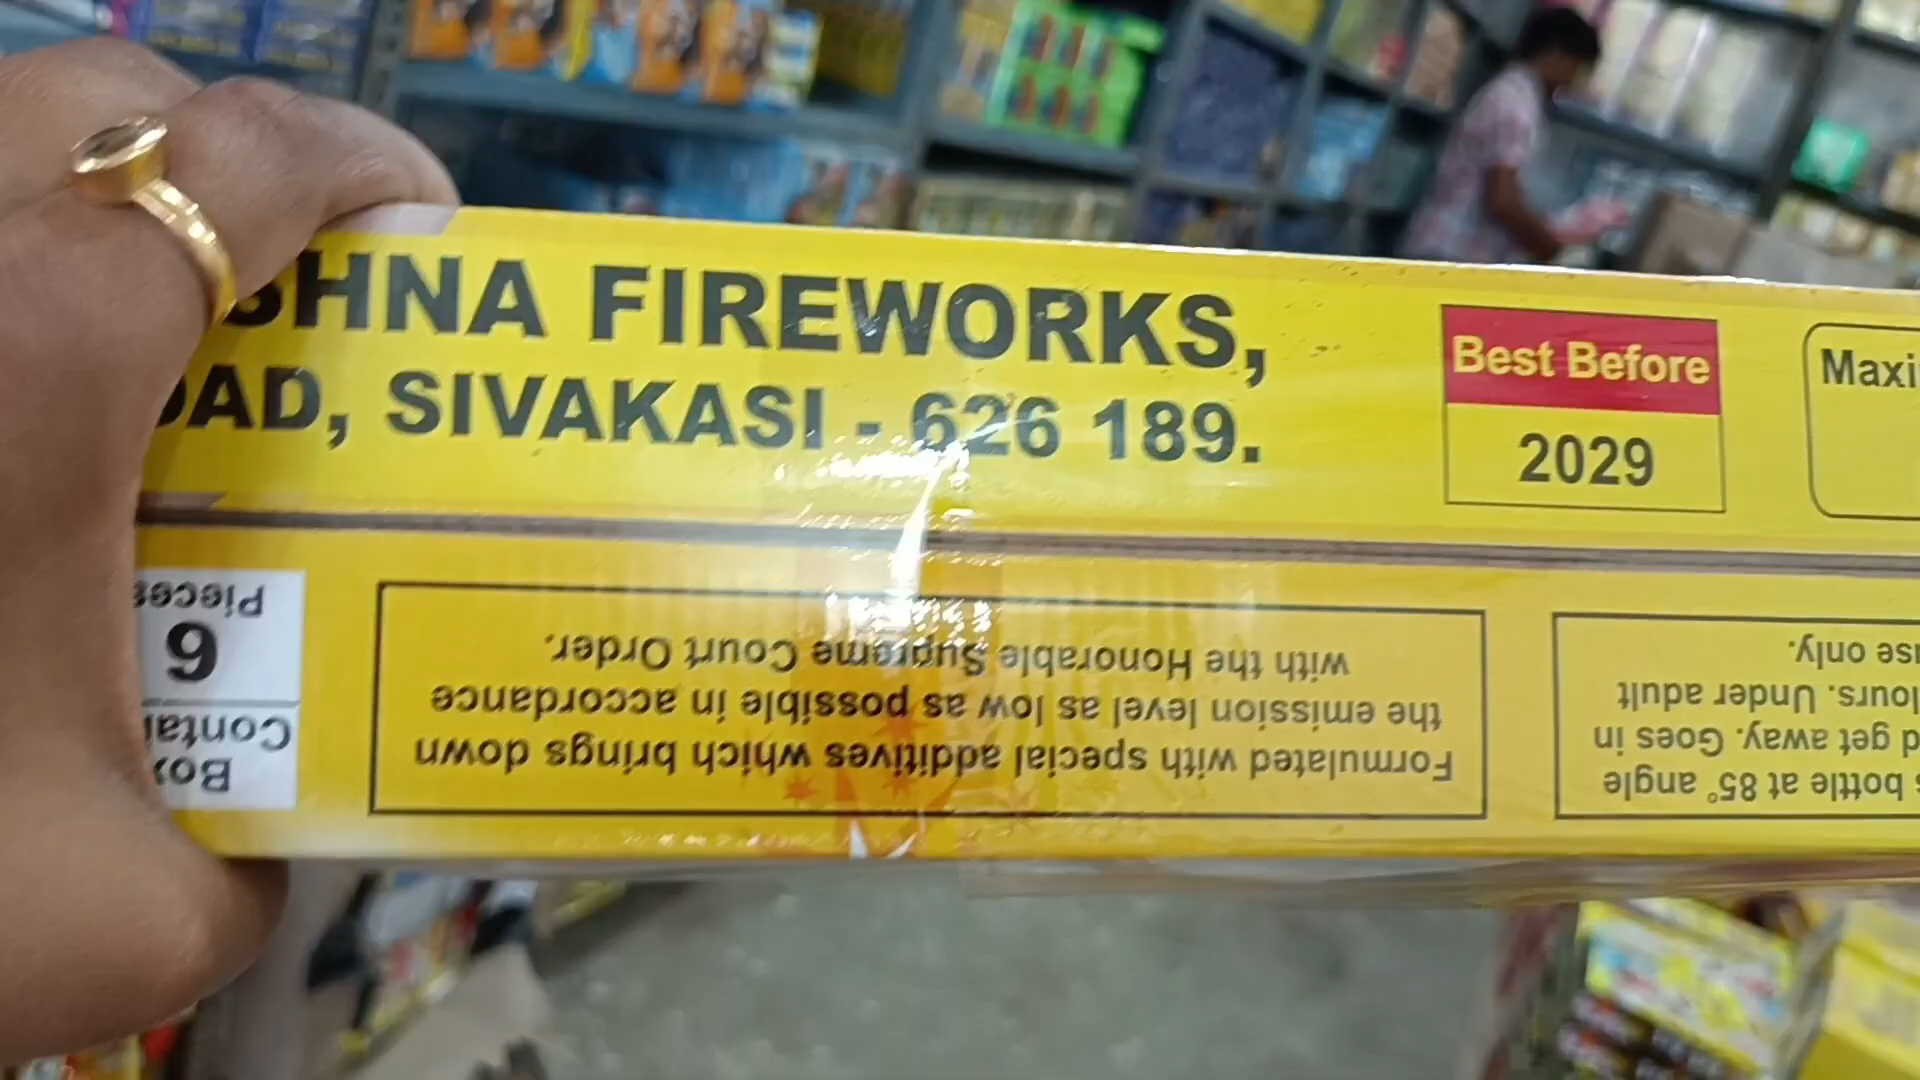 SHNA FIREWORKS,
OAD, SIVAKASI - 626 189.
Best Before
2029
Maxi
Box
Contai
6
Pieces
Formulated with special additives which brings down
the emission level as low as possible in accordance
with the Honorable Supreme Court Order.
bottle at 85° angle
get away. Goes in
lours. Under adult
se only.